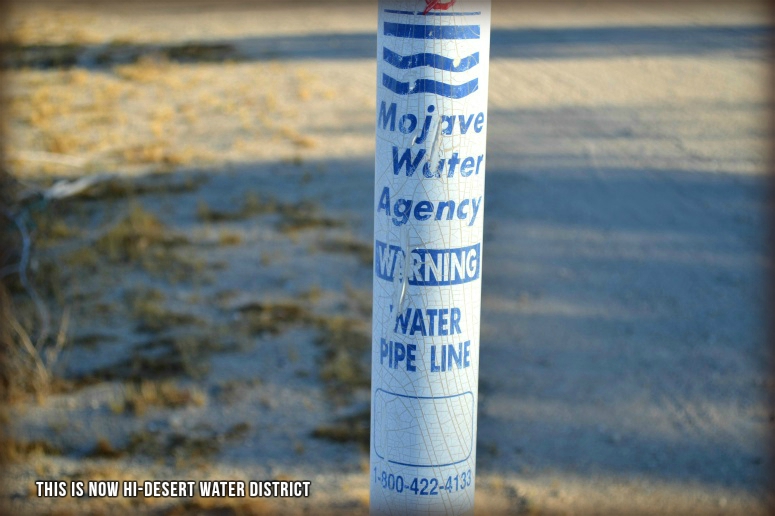 Mojave
Water
Agency
WARNING
WATER
PIPE LINE
1-800-422-4133
THIS IS NOW HI-DESERT WATER DISTRICT